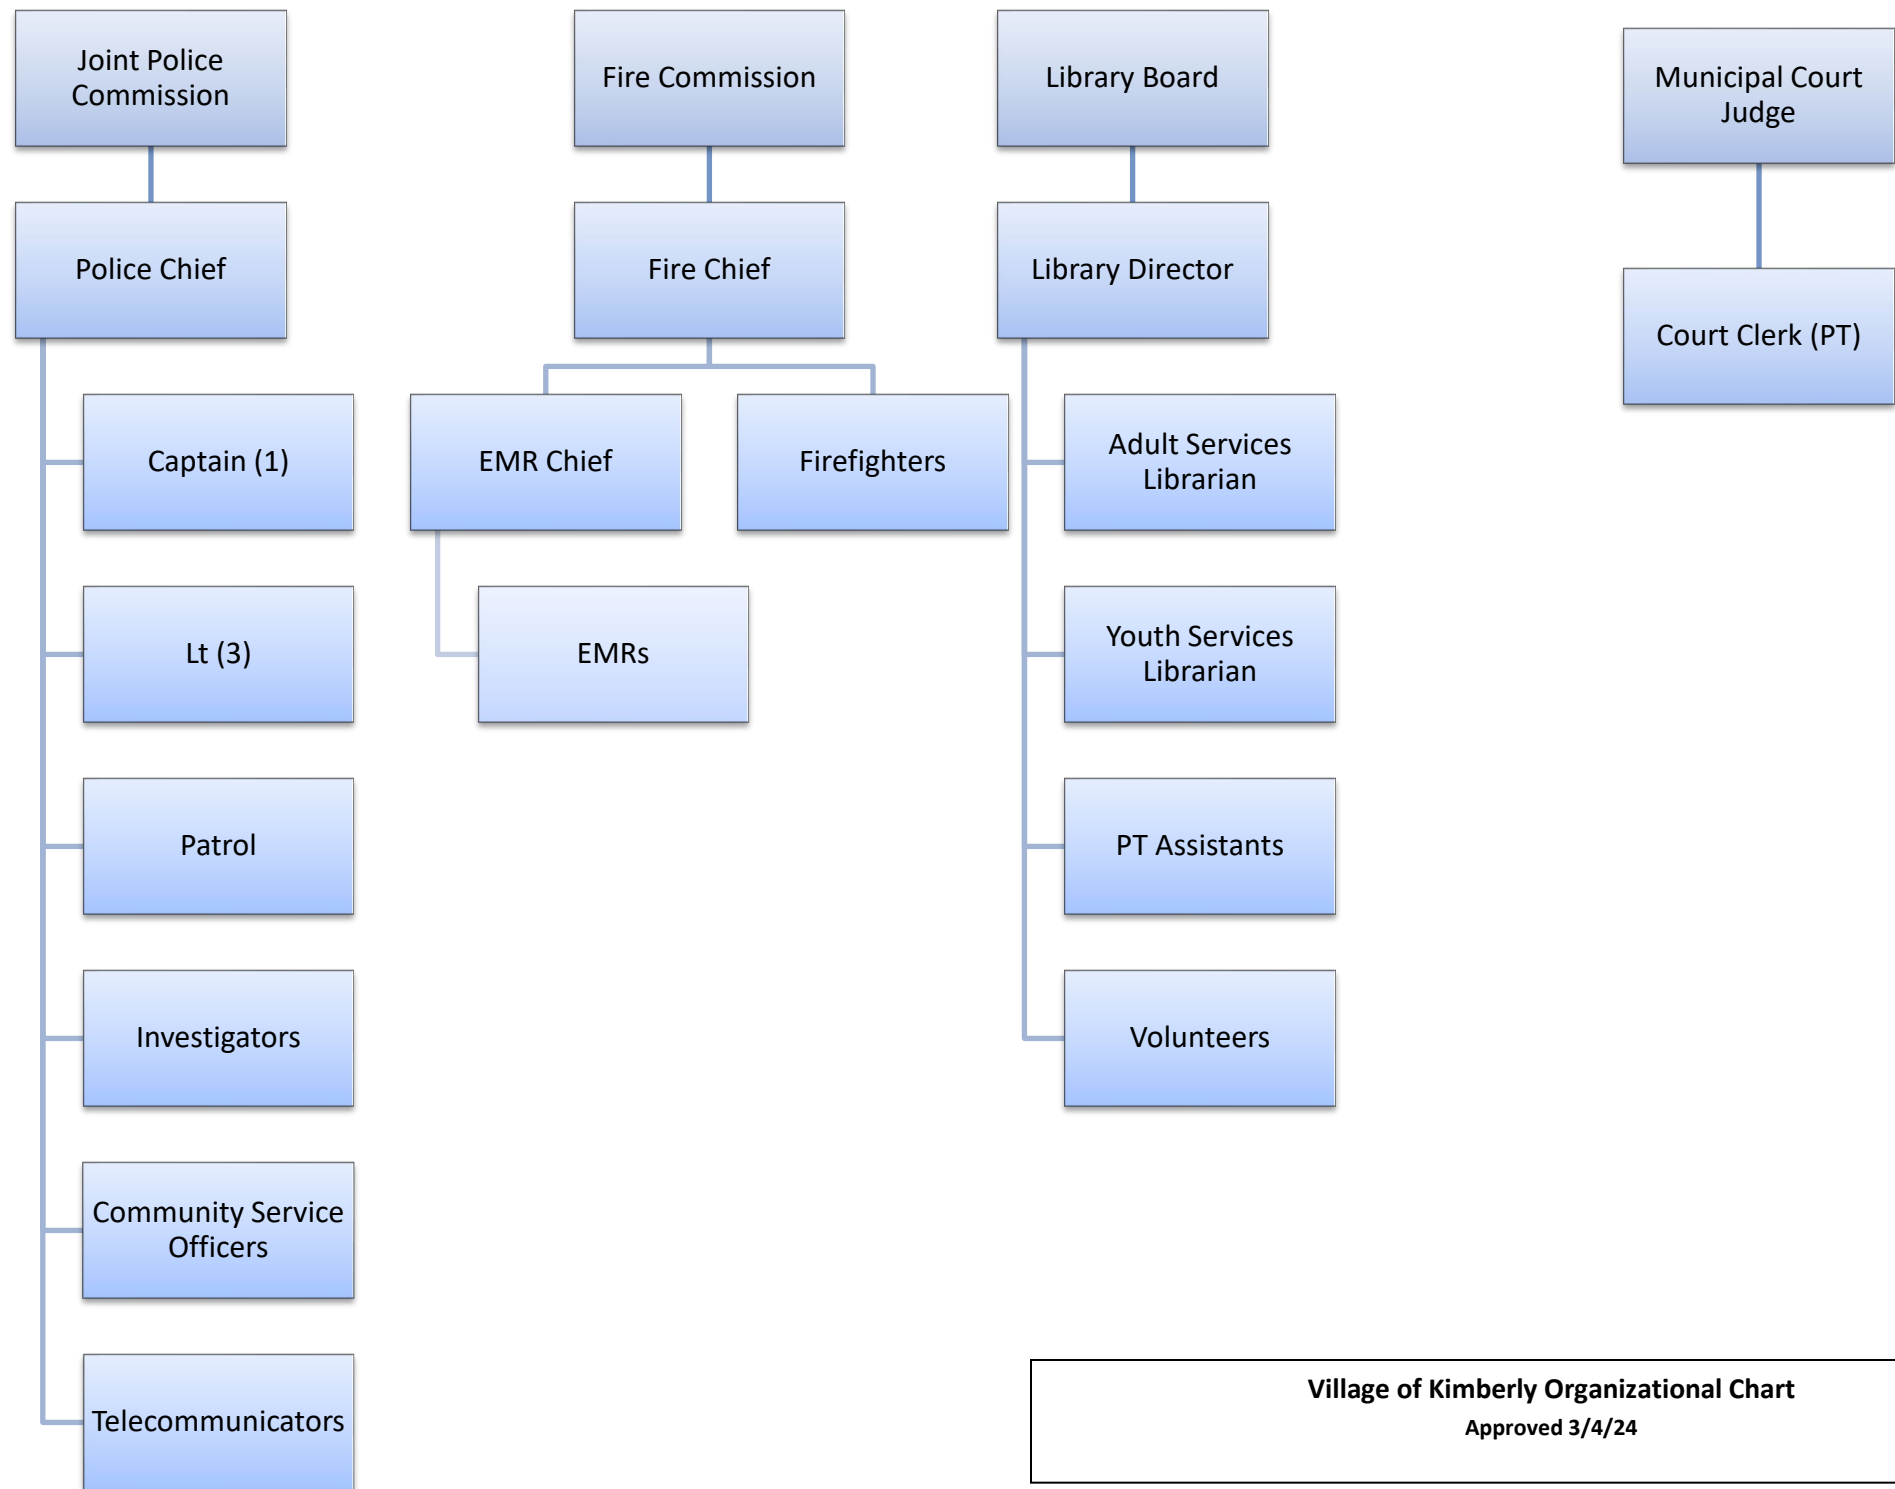 Joint Police
Commission
Fire Commission
Library Board
Municipal Court
Judge
Police Chief
Fire Chief
Library Director
Court Clerk (PT)
Captain (1)
EMR Chief
Firefighters
Adult Services
Librarian
Lt (3)
EMRs
Youth Services
Librarian
Patrol
PT Assistants
Investigators
Volunteers
Community Service
Officers
Telecommunicators
Village of Kimberly Organizational Chart
Approved 3/4/24